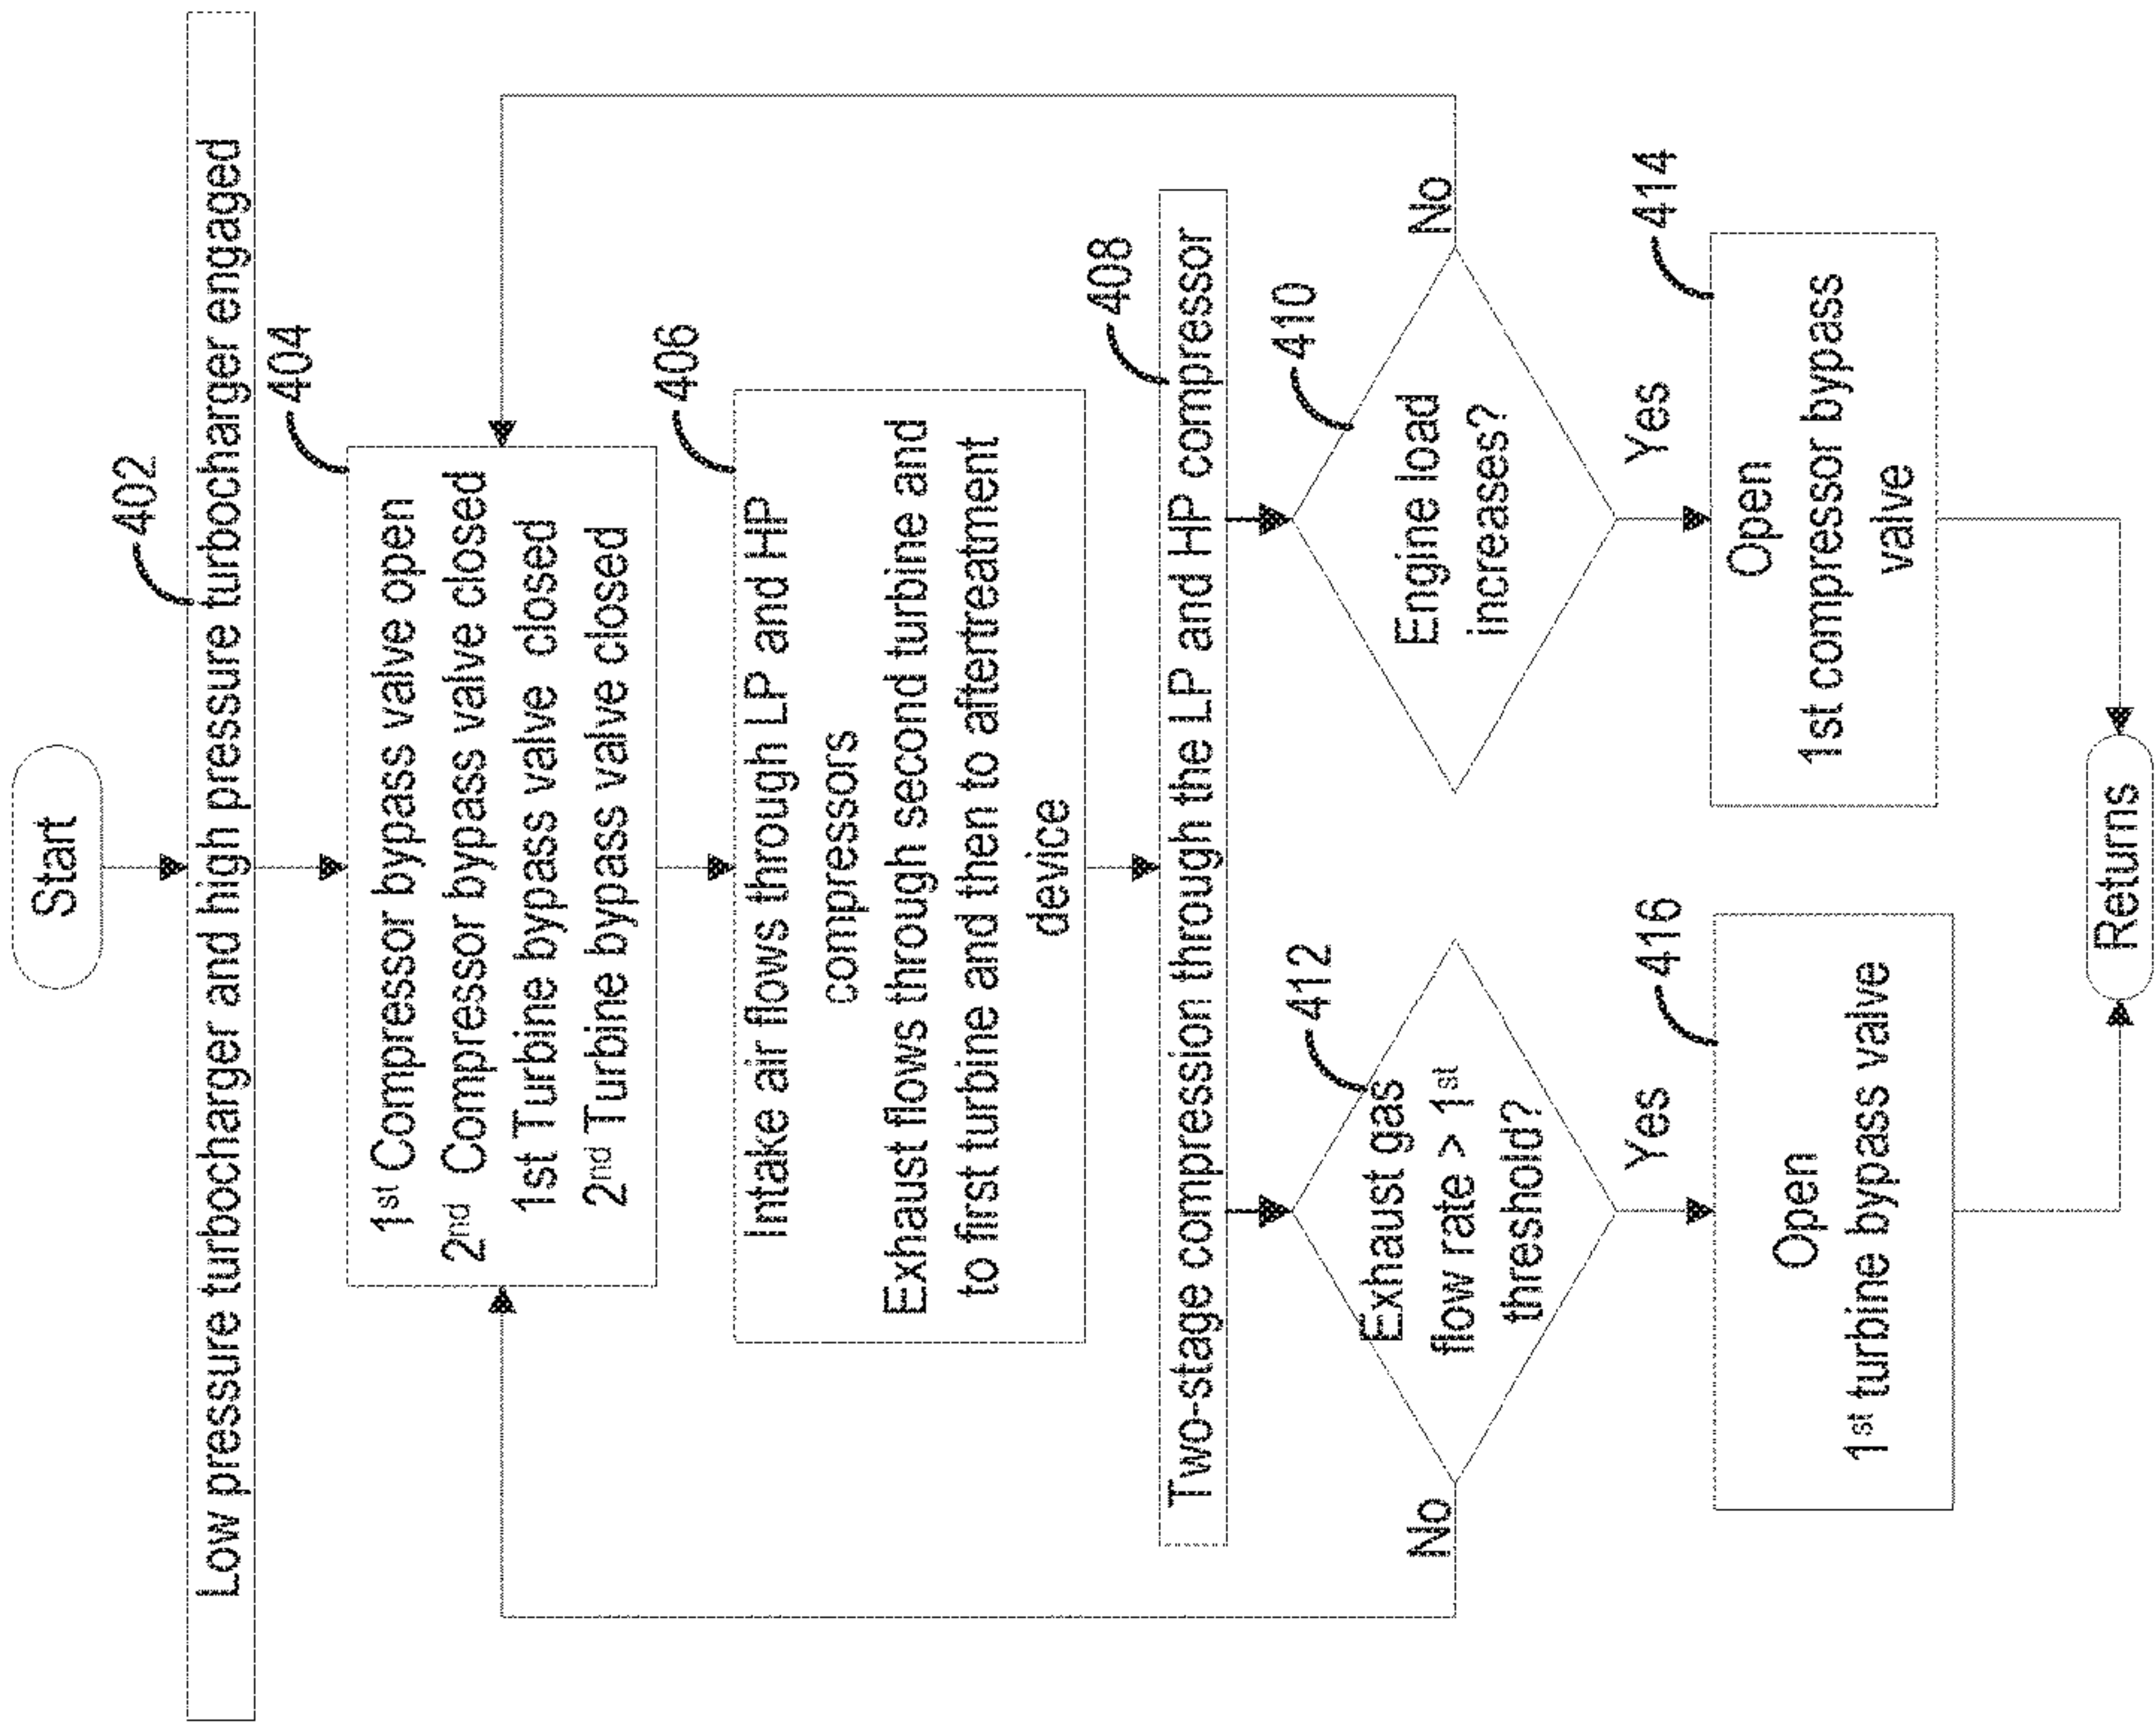 Start
402
Low pressure turbocharger and high pressure turbocharger engaged
404
1st Compressor bypass valve open
2nd Compressor bypass valve closed
1st Turbine bypass valve closed
2nd Turbine bypass valve closed
406
Intake air flows through LP and HP
compressors
Exhaust flows through second turbine and
to first turbine and then to aftertreatment
device
408
Two-stage compression through the LP and HP compressor
412
Exhaust gas
flow rate > 1st
threshold?
No
Yes
410
Engine load
increases?
No
Yes
416
Open
1st turbine bypass valve
414
Open
1st compressor bypass
valve
Returns